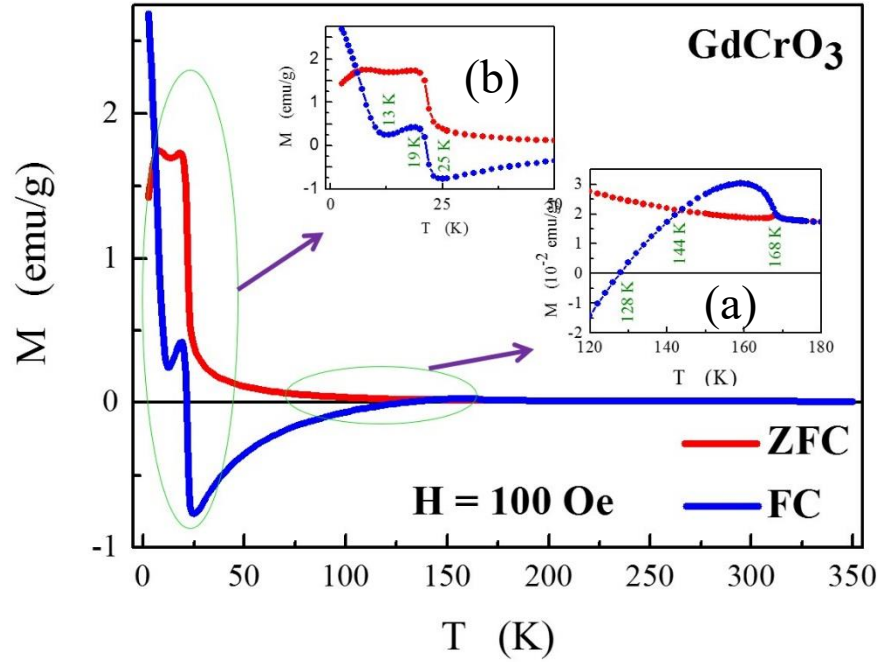 GdCrO3
M (emu/g)
2
1
0
-1
0 50 100 150 200 250 300 350
T (K)
H = 100 Oe
ZFC
FC
(b)
M (emu/g)
2
1
0
-1
0 25 50
T (K)
13 K
19 K
25 K
(a)
M (10-2 emu/g)
3
2
1
0
-1
-2
120 140 160 180
T (K)
128 K
144 K
168 K